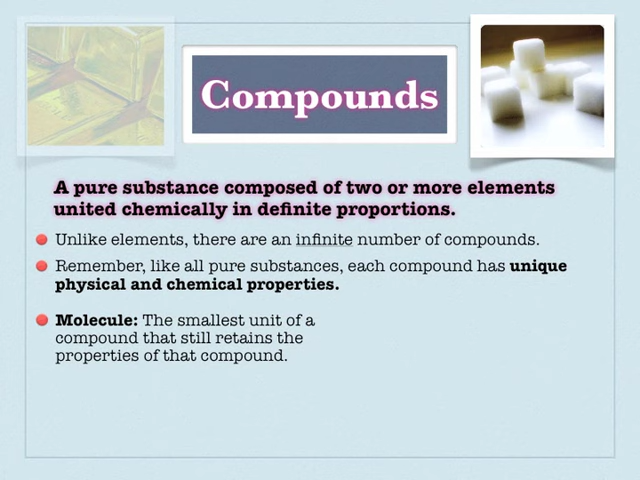 Compounds
A pure substance composed of two or more elements
united chemically in definite proportions.
Unlike elements, there are an infinite number of compounds.
Remember, like all pure substances, each compound has unique
physical and chemical properties.
Molecule: The smallest unit of a
compound that still retains the
properties of that compound.